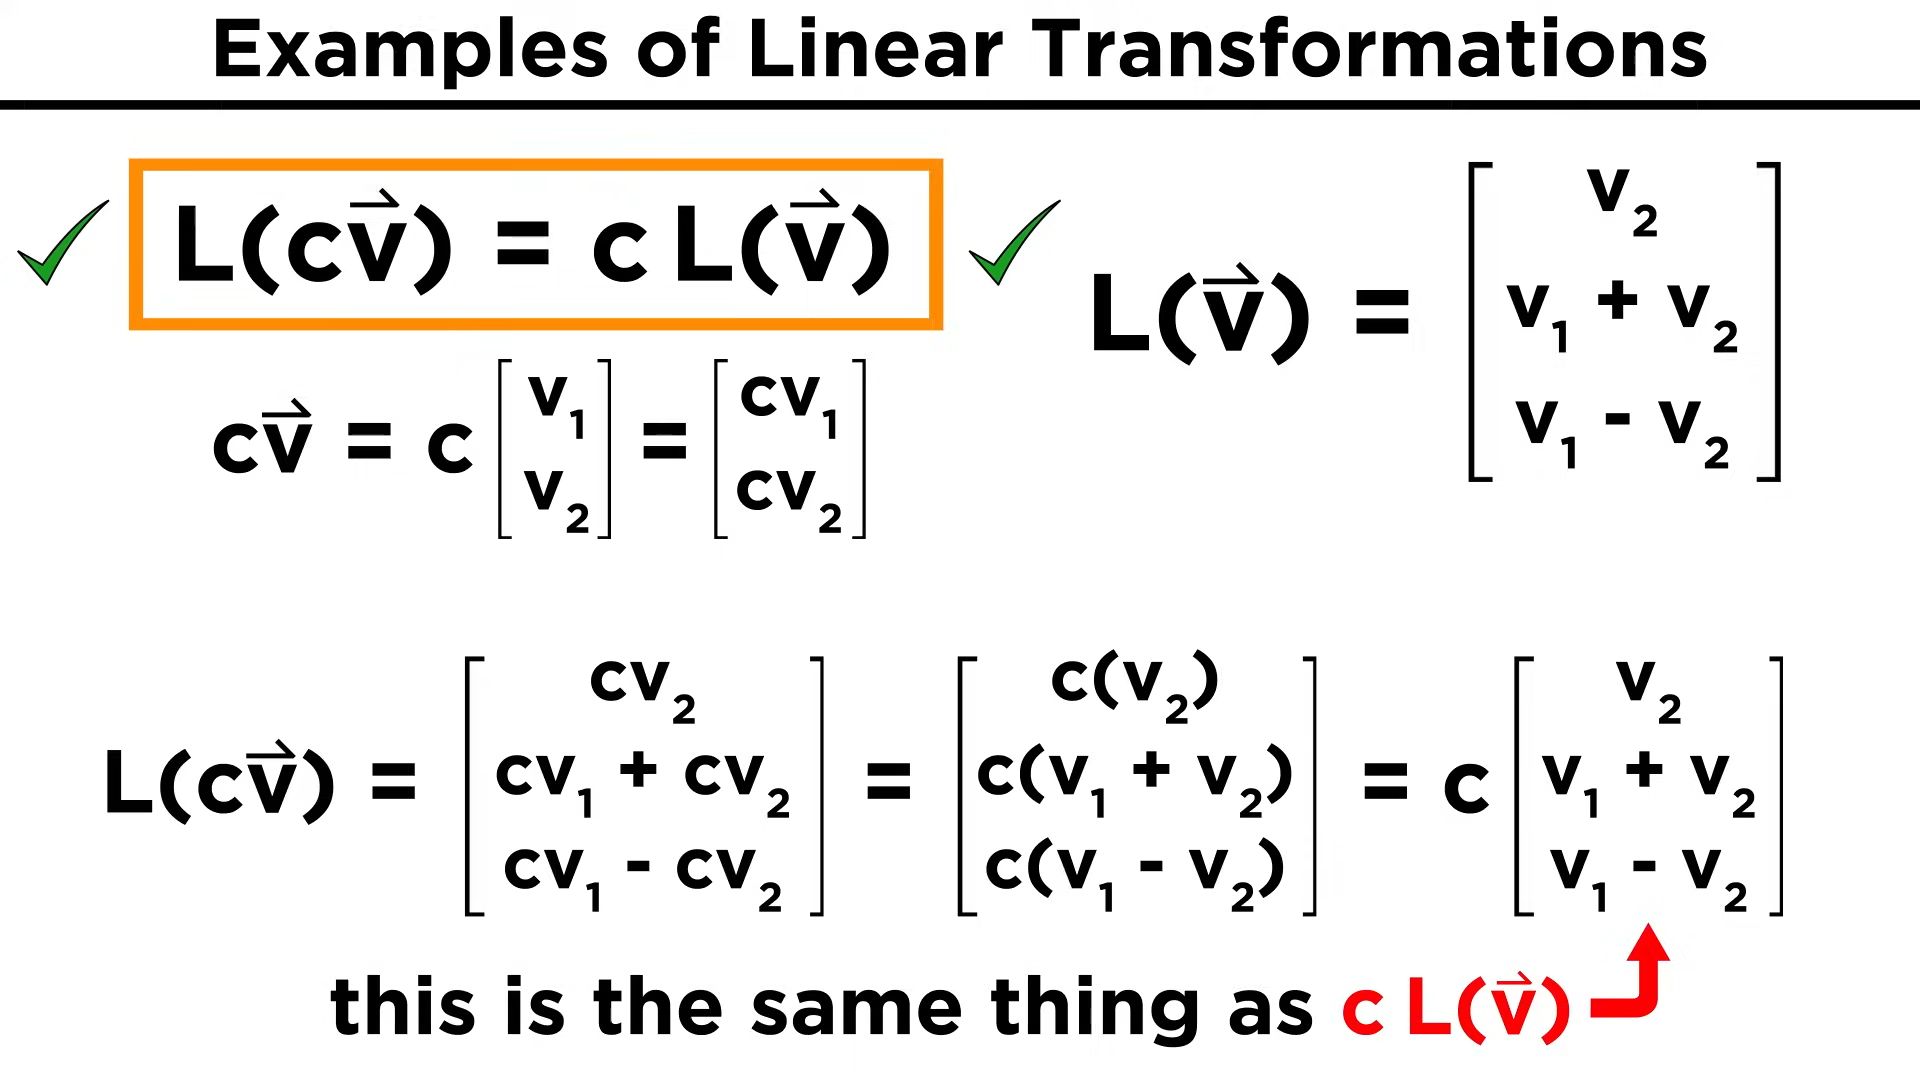 Examples of Linear Transformations
L(cv⃗) = c L(v⃗)
L(v⃗) = [ v₂
v₁ + v₂
v₁ - v₂ ]
cv⃗ = c [ v₁
v₂ ] = [ cv₁
cv₂ ]
L(cv⃗) = [ cv₂
cv₁ + cv₂
cv₁ - cv₂ ] = [ c(v₂)
c(v₁ + v₂)
c(v₁ - v₂) ] = c [ v₂
v₁ + v₂
v₁ - v₂ ]
this is the same thing as c L(v⃗)